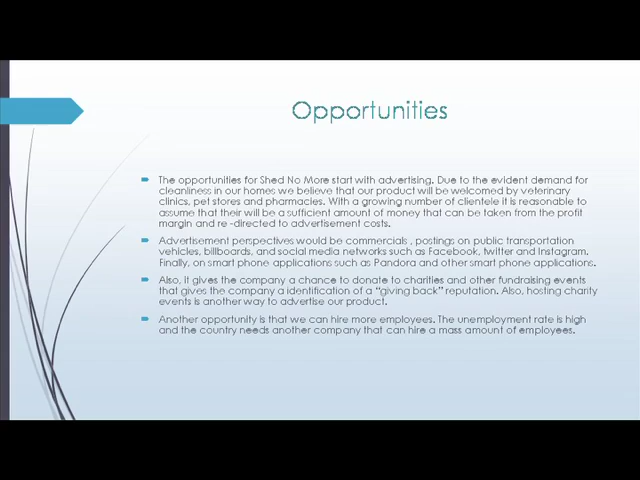 Opportunities
The opportunities for Shed No More start with advertising. Due to the evident demand for
cleanliness in our homes we believe that our product will be welcomed by veterinary
clinics, pet stores and pharmacies. With a growing number of clientele it is reasonable to
assume that their will be a sufficient amount of money that can be taken from the profit
margin and re -directed to advertisement costs.
Advertisement perspectives would be commercials , postings on public transportation
vehicles, billboards, and social media networks such as Facebook, twitter and Instagram.
Finally, on smart phone applications such as Pandora and other smart phone applications.
Also, it gives the company a chance to donate to charities and other fundraising events
that gives the company a identification of a “giving back” reputation. Also, hosting charity
events is another way to advertise our product.
Another opportunity is that we can hire more employees. The unemployment rate is high
and the country needs another company that can hire a mass amount of employees.